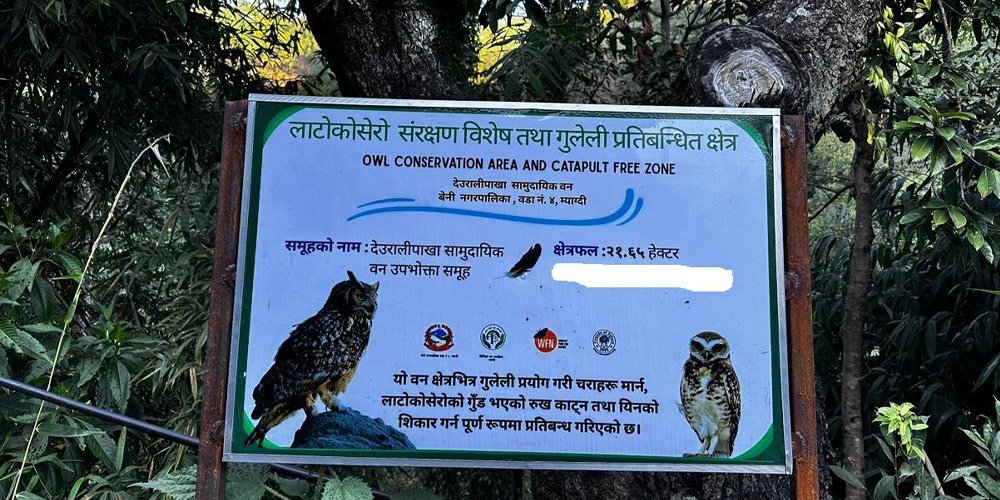 लाटोकोसेरो संरक्षण विशेष तथा गुलेली प्रतिबन्धित क्षेत्र
OWL CONSERVATION AREA AND CATAPULT FREE ZONE
देउरालीपाखा सामुदायिक वन
बेनी नगरपालिका , वडा नं. ४, म्याग्दी
समूहको नाम : देउरालीपाखा सामुदायिक
वन उपभोक्ता समूह
क्षेत्रफल :२१.६५ हेक्टर
WFN
यो वन क्षेत्रभित्र गुलेली प्रयोग गरी चराहरू मार्न,
लाटोकोसेरोको गुँड भएको रुख काट्न तथा यिनको
शिकार गर्न पूर्ण रूपमा प्रतिबन्ध गरिएको छ।